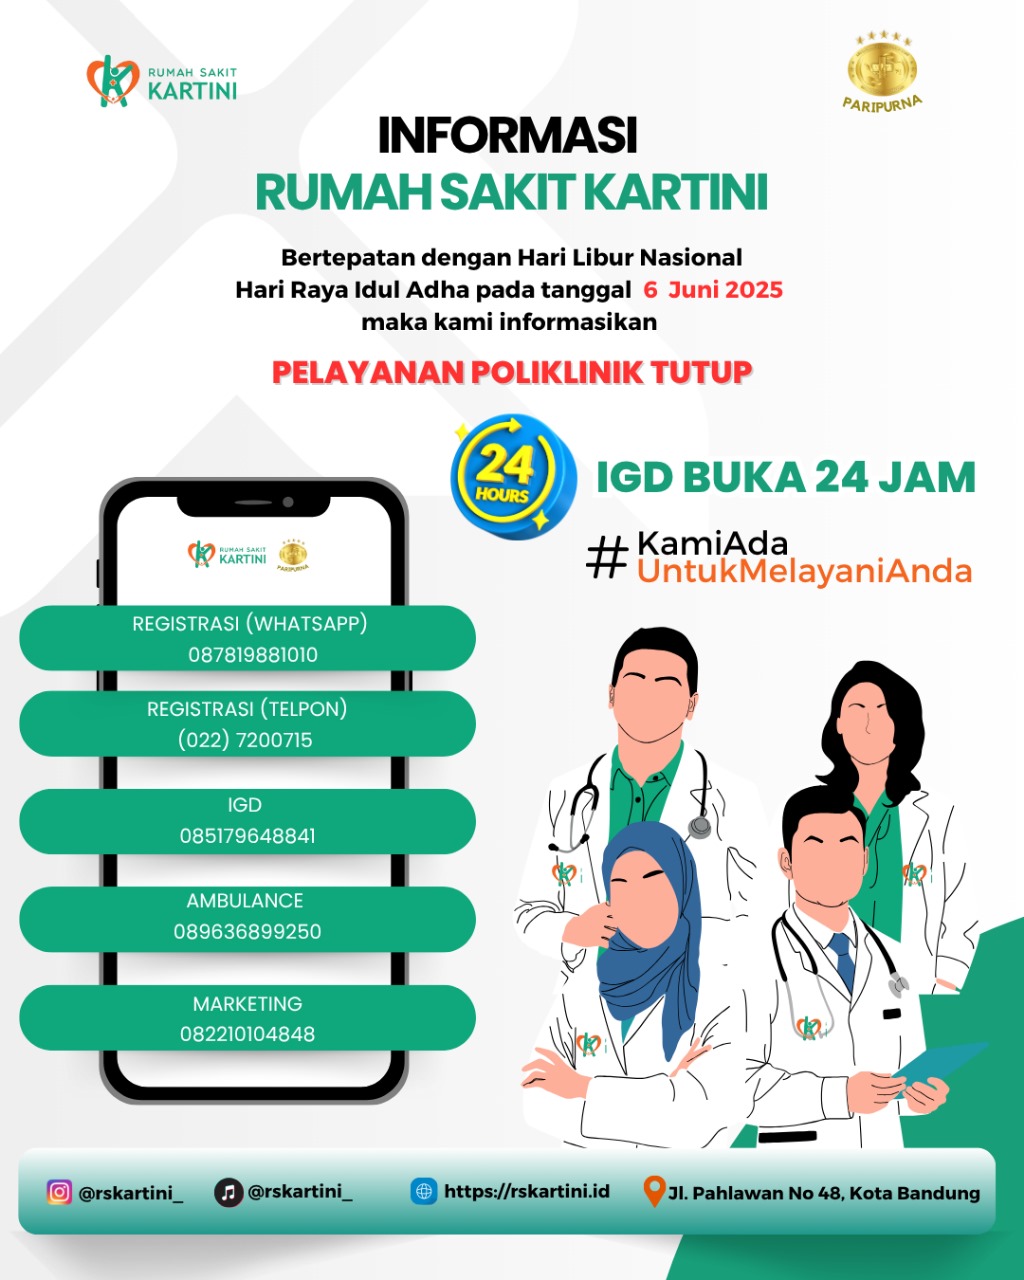 RUMAH SAKIT
KARTINI
PARIPURNA
INFORMASI
RUMAH SAKIT KARTINI
Bertepatan dengan Hari Libur Nasional
Hari Raya Idul Adha pada tanggal 6 Juni 2025
maka kami informasikan
PELAYANAN POLIKLINIK TUTUP
24
HOURS
IGD BUKA 24 JAM
#KamiAda
UntukMelayaniAnda
RUMAH SAKIT
KARTINI
PARIPURNA
REGISTRASI (WHATSAPP)
087819881010
REGISTRASI (TELPON)
(022) 7200715
IGD
085179648841
AMBULANCE
089636899250
MARKETING
082210104848
@rskartini_
@rskartini_
https://rskartini.id
Jl. Pahlawan No 48, Kota Bandung